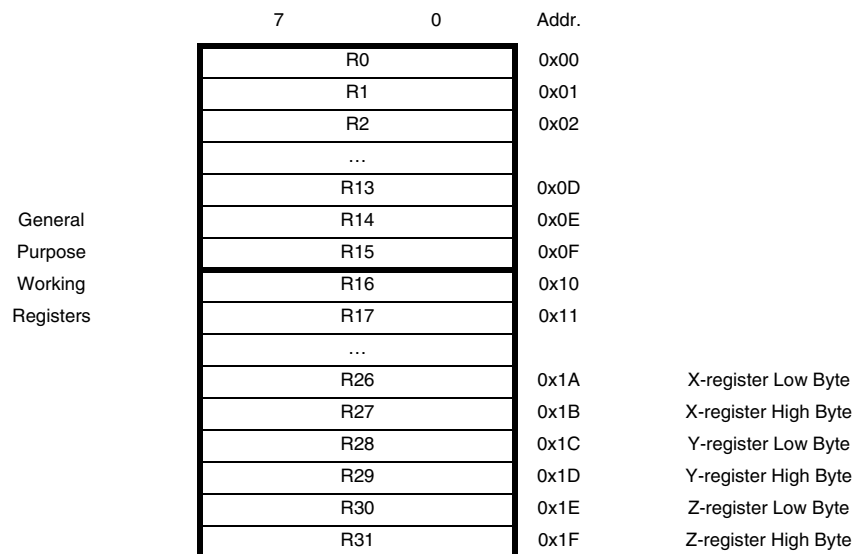 7 0 Addr.
R0 0x00
R1 0x01
R2 0x02
…
R13 0x0D
General R14 0x0E
Purpose R15 0x0F
Working R16 0x10
Registers R17 0x11
…
R26 0x1A X-register Low Byte
R27 0x1B X-register High Byte
R28 0x1C Y-register Low Byte
R29 0x1D Y-register High Byte
R30 0x1E Z-register Low Byte
R31 0x1F Z-register High Byte